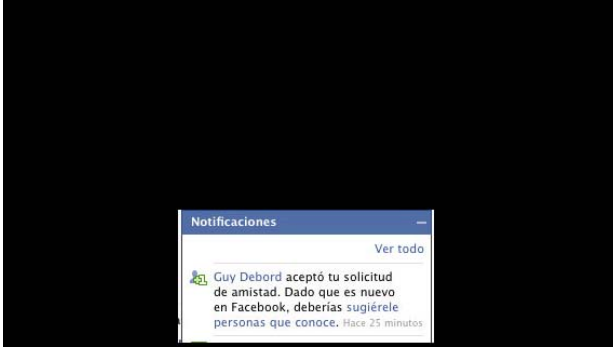 Notificaciones
Ver todo
Guy Debord aceptó tu solicitud
de amistad. Dado que es nuevo
en Facebook, deberías sugiérele
personas que conoce. Hace 25 minutos